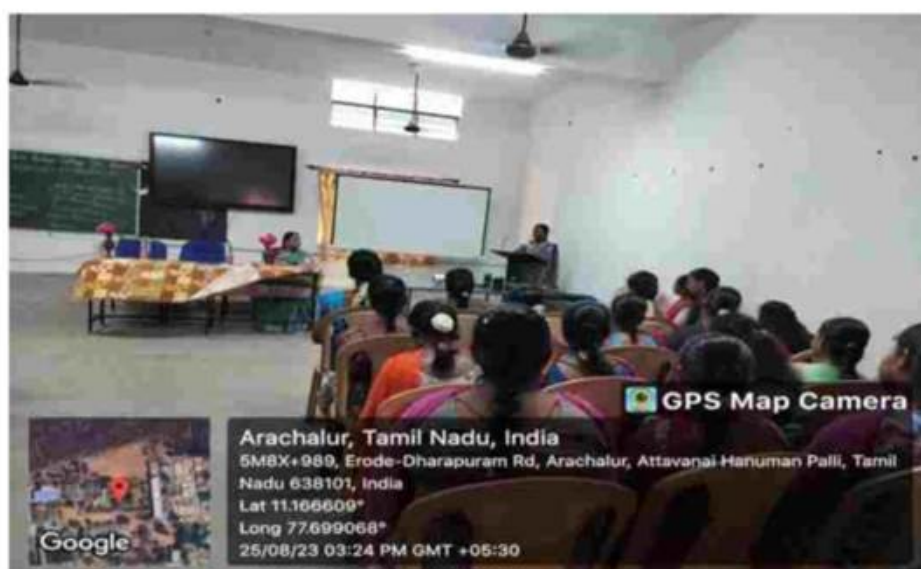 GPS Map Camera
Arachalur, Tamil Nadu, India
5M8X+989, Erode-Dharapuram Rd, Arachalur, Attavanai Hanuman Palli, Tamil
Nadu 638101, India
Lat 11.166609°
Long 77.699068°
25/08/23 03:24 PM GMT +05:30
Google